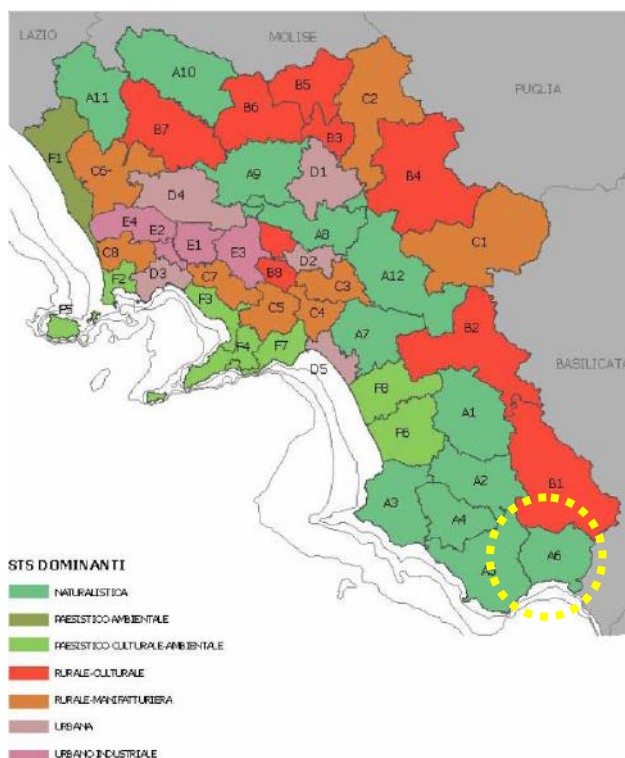 LAZIO
MOLISE
A10
C2
A11
B5
B6
PUGLIA
B7
B3
F1
C6-
A9
D1
B4
D4
E4
E2
A8
C1
E1
E3
C8
D2
F2
D3
C7
B8
C3
A12
F3
C5
C4
B2
A7
F4
F7
D5
BASILICATA
F8
A1
F6
A2
B1
A3
A4
A6
A5
STS DOMINANTI
NATURALISTICA
PAESISTICO-AMBIENTALE
PAESISTICO-CULTURALE-AMBIENTALE
RURALE-CULTURALE
RURALE-MANIFATTURIERA
URBANA
URBANO INDUSTRIALE